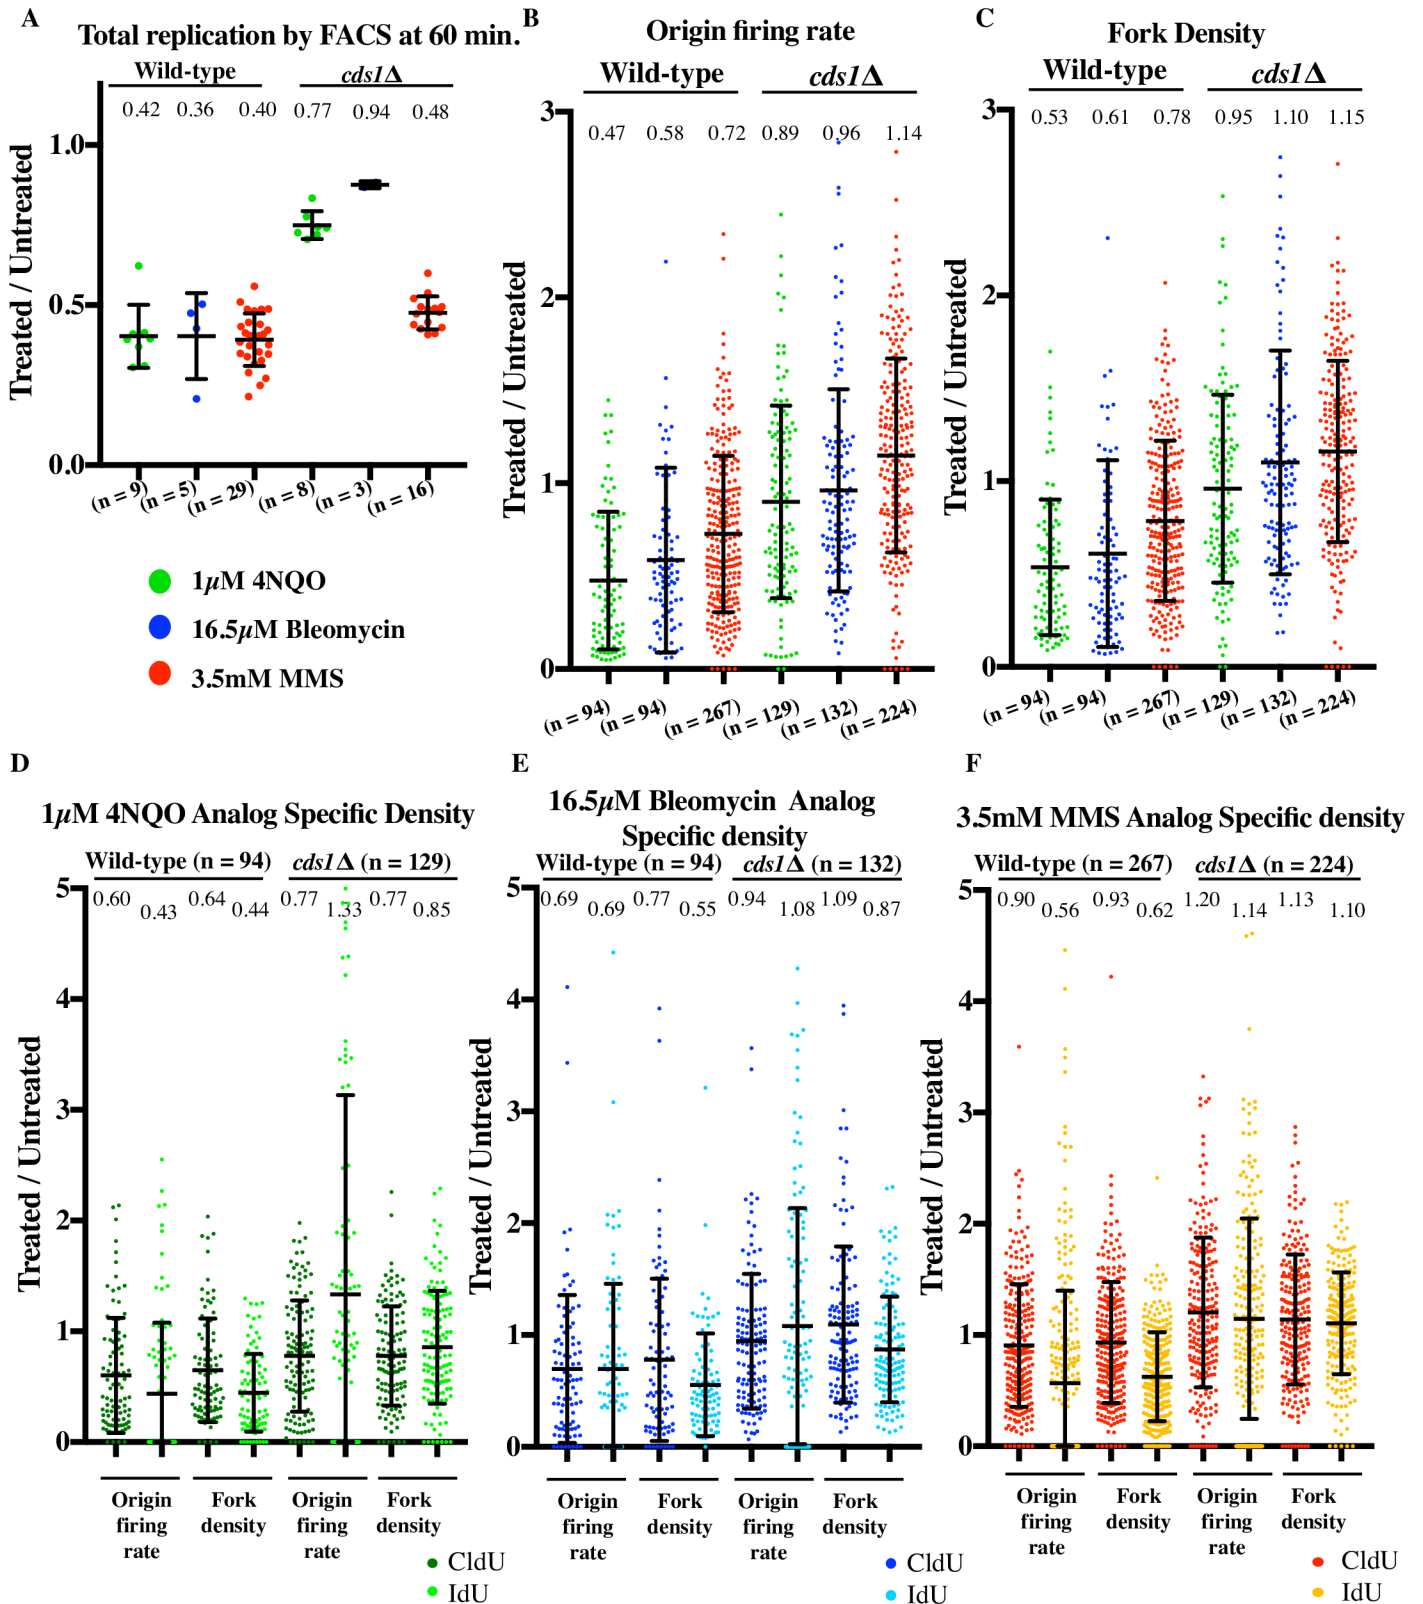 A
Total replication by FACS at 60 min.
Wild-type cds1Δ
0.42 0.36 0.40 0.77 0.94 0.48
Treated / Untreated
1.0
0.5
0.0
(n = 9) (n = 5) (n = 29) (n = 8) (n = 3) (n = 16)
1μM 4NQO
16.5μM Bleomycin
3.5mM MMS
B
Origin firing rate
Wild-type cds1Δ
0.47 0.58 0.72 0.89 0.96 1.14
Treated / Untreated
3
2
1
0
(n = 94) (n = 94) (n = 267) (n = 129) (n = 132) (n = 224)
C
Fork Density
Wild-type cds1Δ
0.53 0.61 0.78 0.95 1.10 1.15
Treated / Untreated
3
2
1
0
(n = 94) (n = 94) (n = 267) (n = 129) (n = 132) (n = 224)
D
1μM 4NQO Analog Specific Density
Wild-type (n = 94) cds1Δ (n = 129)
0.60 0.43 0.64 0.44 0.77 1.33 0.77 0.85
Treated / Untreated
5
4
3
2
1
0
Origin Fork Origin Fork
firing density firing density
rate rate
CldU
IdU
E
16.5μM Bleomycin Analog
Specific density
Wild-type (n = 94) cds1Δ (n = 132)
0.69 0.69 0.77 0.55 0.94 1.08 1.09 0.87
Treated / Untreated
5
4
3
2
1
0
Origin Fork Origin Fork
firing density firing density
rate rate
CldU
IdU
F
3.5mM MMS Analog Specific density
Wild-type (n = 267) cds1Δ (n = 224)
0.90 0.56 0.93 0.62 1.20 1.14 1.13 1.10
Treated / Untreated
5
4
3
2
1
0
Origin Fork Origin Fork
firing density firing density
rate rate
CldU
IdU